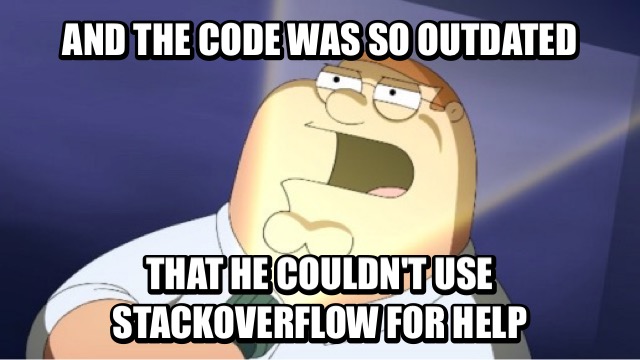 AND THE CODE WAS SO OUTDATED
THAT HE COULDN'T USE
STACKOVERFLOW FOR HELP